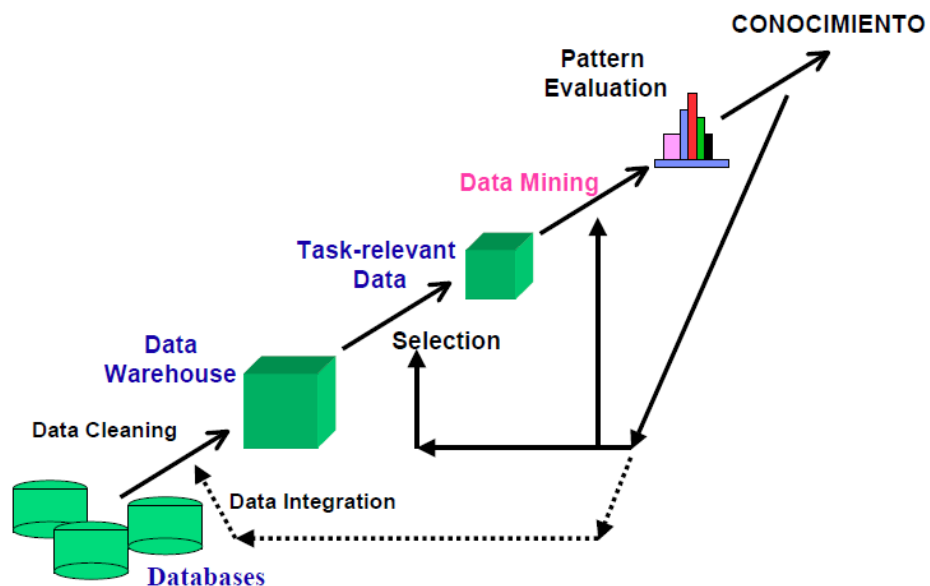 CONOCIMIENTO
Pattern
Evaluation
Data Mining
Task-relevant
Data
Selection
Data
Warehouse
Data Cleaning
Data Integration
Databases